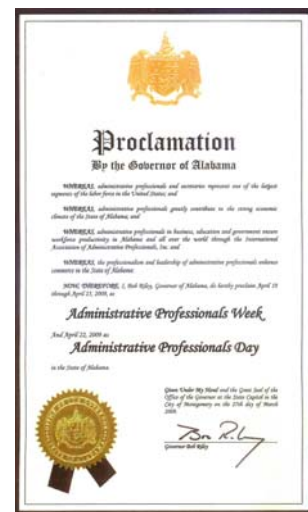 Proclamation
By the Governor of Alabama
WHEREAS, administrative professionals and secretaries represent one of the largest
segments of the labor force in the United States; and
WHEREAS, administrative professionals greatly contribute to the strong economic
climate of the State of Alabama; and
WHEREAS, administrative professionals in business, education and government ensure
workforce productivity in Alabama and all over the world through the International
Association of Administrative Professionals, Inc. and
WHEREAS, the professionalism and leadership of administrative professionals enhance
commerce in the State of Alabama:
NOW, THEREFORE, I, Bob Riley, Governor of Alabama, do hereby proclaim April 19
through April 25, 2009, as
Administrative Professionals Week
And April 22, 2009 as
Administrative Professionals Day
in the State of Alabama.
Given Under My Hand and the Great Seal of the
Office of the Governor at the State Capitol in the
City of Montgomery on the 27th day of March
2009.
Bob Riley
Governor Bob Riley